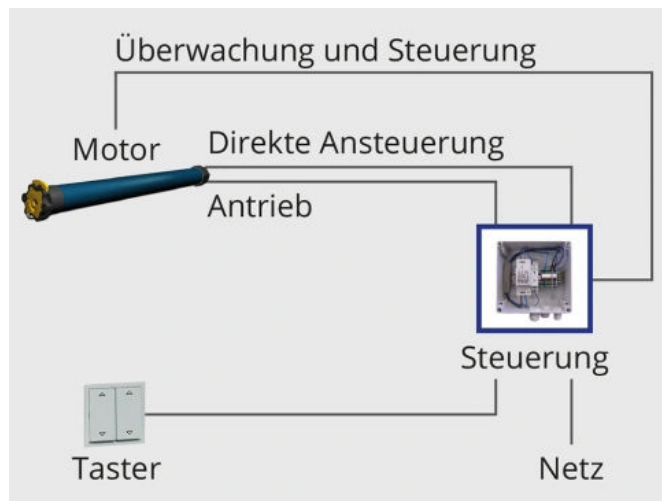 Überwachung und Steuerung
Motor
Direkte Ansteuerung
Antrieb
Steuerung
Taster
Netz